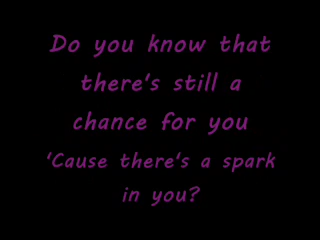 Do you know that
there's still a
chance for you
'Cause there's a spark
in you?